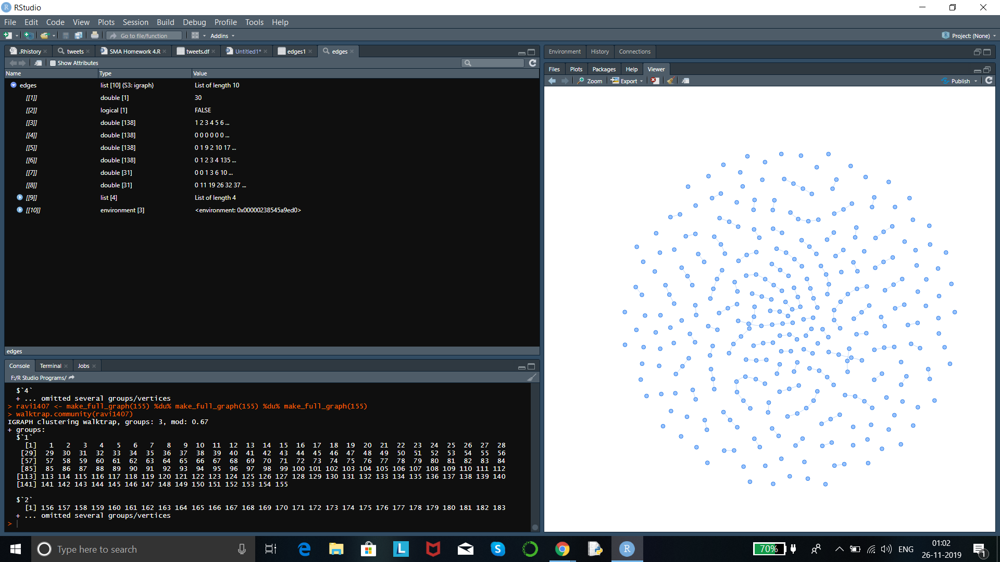 RStudio
File Edit Code View Plots Session Build Debug Profile Tools Help
Go to file/function Addins Project: (None)
.Rhistory tweets SMA Homework 4.R tweets.df Untitled1* edges1 edges
Show Attributes
Name Type Value
edges list [10] (S3: igraph) List of length 10
[[1]] double [1] 30
[[2]] logical [1] FALSE
[[3]] double [138] 1 2 3 4 5 6 ...
[[4]] double [138] 0 0 0 0 0 0 ...
[[5]] double [138] 0 1 9 2 10 17 ...
[[6]] double [138] 0 1 2 3 4 135 ...
[[7]] double [31] 0 0 1 3 6 10 ...
[[8]] double [31] 0 11 19 26 32 37 ...
[[9]] list [4] List of length 4
[[10]] environment [3] <environment: 0x00000238545a9ed0>
edges
Console Terminal Jobs
F:/R Studio Programs/
$`4`
+ ... omitted several groups/vertices
> ravi1407 <- make_full_graph(155) %du% make_full_graph(155) %du% make_full_graph(155)
> walktrap.community(ravi1407)
IGRAPH clustering walktrap, groups: 3, mod: 0.67
+ groups:
$`1`
[1] 1 2 3 4 5 6 7 8 9 10 11 12 13 14 15 16 17 18 19 20 21 22 23 24 25 26 27 28
[29] 29 30 31 32 33 34 35 36 37 38 39 40 41 42 43 44 45 46 47 48 49 50 51 52 53 54 55 56
[57] 57 58 59 60 61 62 63 64 65 66 67 68 69 70 71 72 73 74 75 76 77 78 79 80 81 82 83 84
[85] 85 86 87 88 89 90 91 92 93 94 95 96 97 98 99 100 101 102 103 104 105 106 107 108 109 110 111 112
[113] 113 114 115 116 117 118 119 120 121 122 123 124 125 126 127 128 129 130 131 132 133 134 135 136 137 138 139 140
[141] 141 142 143 144 145 146 147 148 149 150 151 152 153 154 155
$`2`
[1] 156 157 158 159 160 161 162 163 164 165 166 167 168 169 170 171 172 173 174 175 176 177 178 179 180 181 182 183
+ ... omitted several groups/vertices
>
Environment History Connections
Files Plots Packages Help Viewer
Zoom Export Publish
Type here to search
70%
ENG
01:02
26-11-2019
1